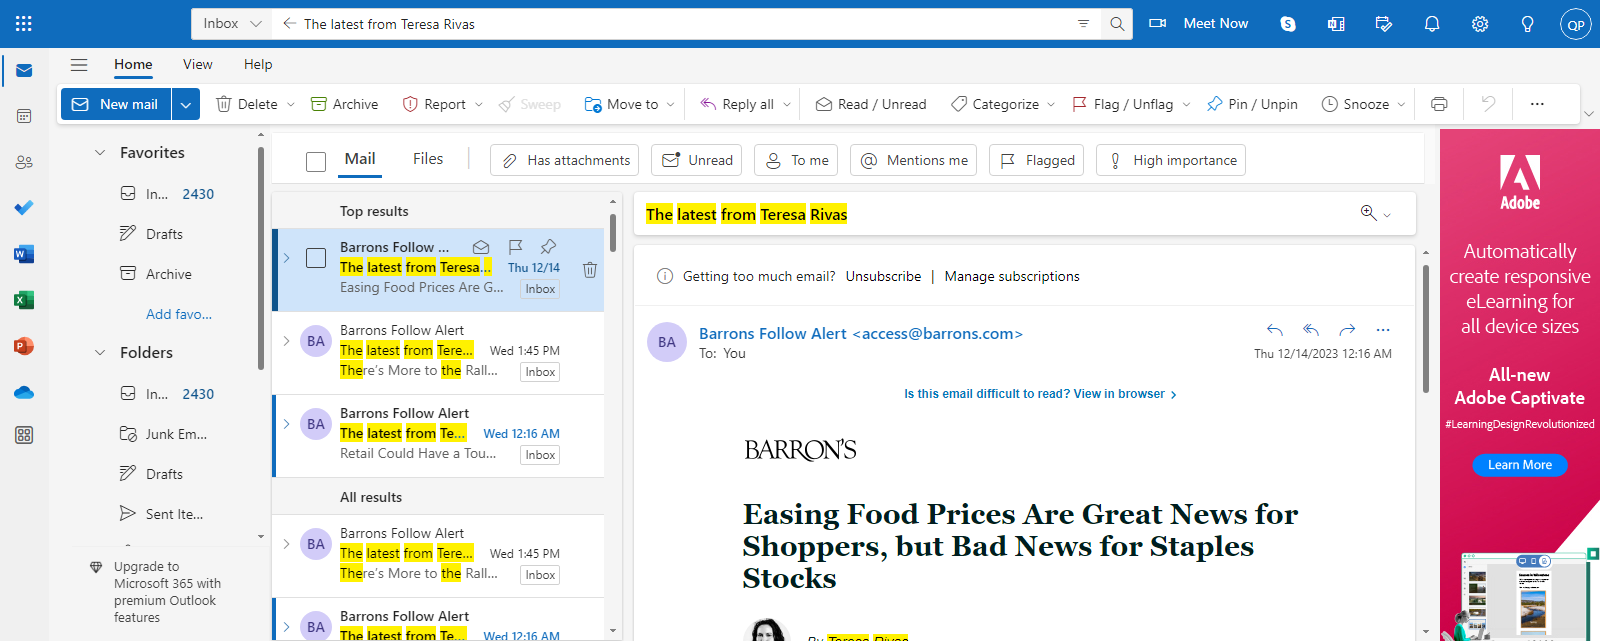 Inbox The latest from Teresa Rivas Meet Now QP
Home View Help
New mail Delete Archive Report Sweep Move to Reply all Read / Unread Categorize Flag / Unflag Pin / Unpin Snooze
Favorites
In... 2430
Drafts
Archive
Add favo...
Folders
In... 2430
Junk Em...
Drafts
Sent Ite...
Upgrade to
Microsoft 365 with
premium Outlook
features
Mail Files Has attachments Unread To me Mentions me Flagged High importance
Top results
Barrons Follow ...
The latest from Teresa... Thu 12/14
Easing Food Prices Are G... Inbox
BA Barrons Follow Alert
The latest from Tere... Wed 1:45 PM
There's More to the Rall... Inbox
BA Barrons Follow Alert
The latest from Te... Wed 12:16 AM
Retail Could Have a Tou... Inbox
All results
BA Barrons Follow Alert
The latest from Tere... Wed 1:45 PM
There's More to the Rall... Inbox
BA Barrons Follow Alert
The latest from Te... Wed 12:16 AM
The latest from Teresa Rivas
Getting too much email? Unsubscribe | Manage subscriptions
BA Barrons Follow Alert <access@barrons.com>
To: You
Thu 12/14/2023 12:16 AM
Is this email difficult to read? View in browser >
BARRON'S
Easing Food Prices Are Great News for
Shoppers, but Bad News for Staples
Stocks
By Teresa Rivas
Adobe
Automatically
create responsive
eLearning for
all device sizes
All-new
Adobe Captivate
#LearningDesignRevolutionized
Learn More